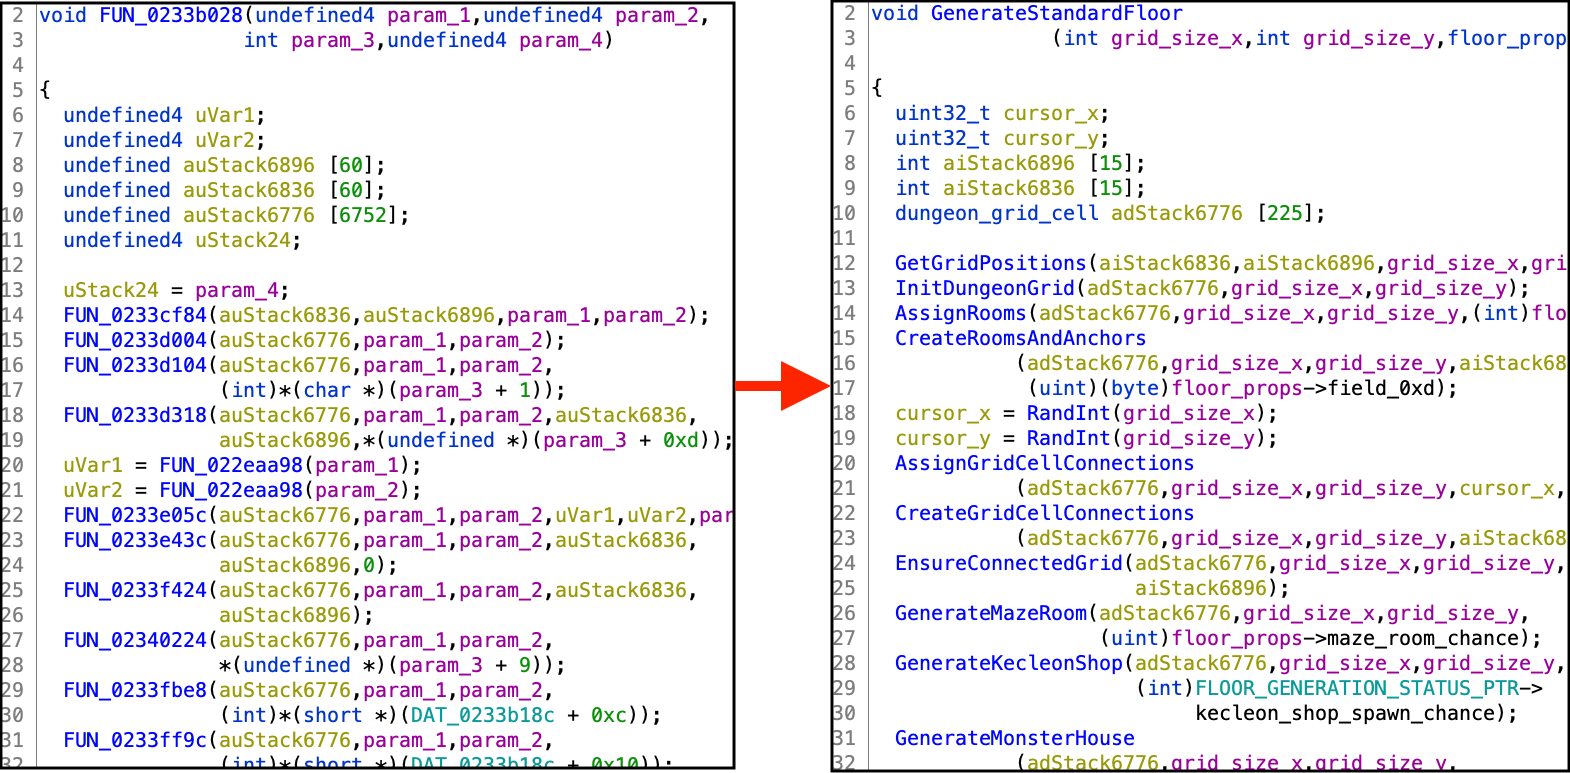 2 void FUN_0233b028(undefined4 param_1,undefined4 param_2,
3 int param_3,undefined4 param_4)
4
5 {
6 undefined4 uVar1;
7 undefined4 uVar2;
8 undefined auStack6896 [60];
9 undefined auStack6836 [60];
10 undefined auStack6776 [6752];
11 undefined4 uStack24;
12
13 uStack24 = param_4;
14 FUN_0233cf84(auStack6836,auStack6896,param_1,param_2);
15 FUN_0233d004(auStack6776,param_1,param_2);
16 FUN_0233d104(auStack6776,param_1,param_2,
17 (int)*(char *)(param_3 + 1));
18 FUN_0233d318(auStack6776,param_1,param_2,auStack6836,
19 auStack6896,*(undefined *)(param_3 + 0xd));
20 uVar1 = FUN_022eaa98(param_1);
21 uVar2 = FUN_022eaa98(param_2);
22 FUN_0233e05c(auStack6776,param_1,param_2,uVar1,uVar2,par
23 FUN_0233e43c(auStack6776,param_1,param_2,auStack6836,
24 auStack6896,0);
25 FUN_0233f424(auStack6776,param_1,param_2,auStack6836,
26 auStack6896);
27 FUN_02340224(auStack6776,param_1,param_2,
28 *(undefined *)(param_3 + 9));
29 FUN_0233fbe8(auStack6776,param_1,param_2,
30 (int)*(short *)(DAT_0233b18c + 0xc));
31 FUN_0233ff9c(auStack6776,param_1,param_2,
32 (int)*(short *)(DAT_0233b18c + 0x10));
2 void GenerateStandardFloor
3 (int grid_size_x,int grid_size_y,floor_prop
4
5 {
6 uint32_t cursor_x;
7 uint32_t cursor_y;
8 int aiStack6896 [15];
9 int aiStack6836 [15];
10 dungeon_grid_cell adStack6776 [225];
11
12 GetGridPositions(aiStack6836,aiStack6896,grid_size_x,gri
13 InitDungeonGrid(adStack6776,grid_size_x,grid_size_y);
14 AssignRooms(adStack6776,grid_size_x,grid_size_y,(int)flo
15 CreateRoomsAndAnchors
16 (adStack6776,grid_size_x,grid_size_y,aiStack68
17 (uint)(byte)floor_props->field_0xd);
18 cursor_x = RandInt(grid_size_x);
19 cursor_y = RandInt(grid_size_y);
20 AssignGridCellConnections
21 (adStack6776,grid_size_x,grid_size_y,cursor_x,
22 CreateGridCellConnections
23 (adStack6776,grid_size_x,grid_size_y,aiStack68
24 EnsureConnectedGrid(adStack6776,grid_size_x,grid_size_y,
25 aiStack6896);
26 GenerateMazeRoom(adStack6776,grid_size_x,grid_size_y,
27 (uint)floor_props->maze_room_chance);
28 GenerateKecleonShop(adStack6776,grid_size_x,grid_size_y,
29 (int)FLOOR_GENERATION_STATUS_PTR->
30 kecleon_shop_spawn_chance);
31 GenerateMonsterHouse
32 (adStack6776,grid_size_x,grid_size_y,